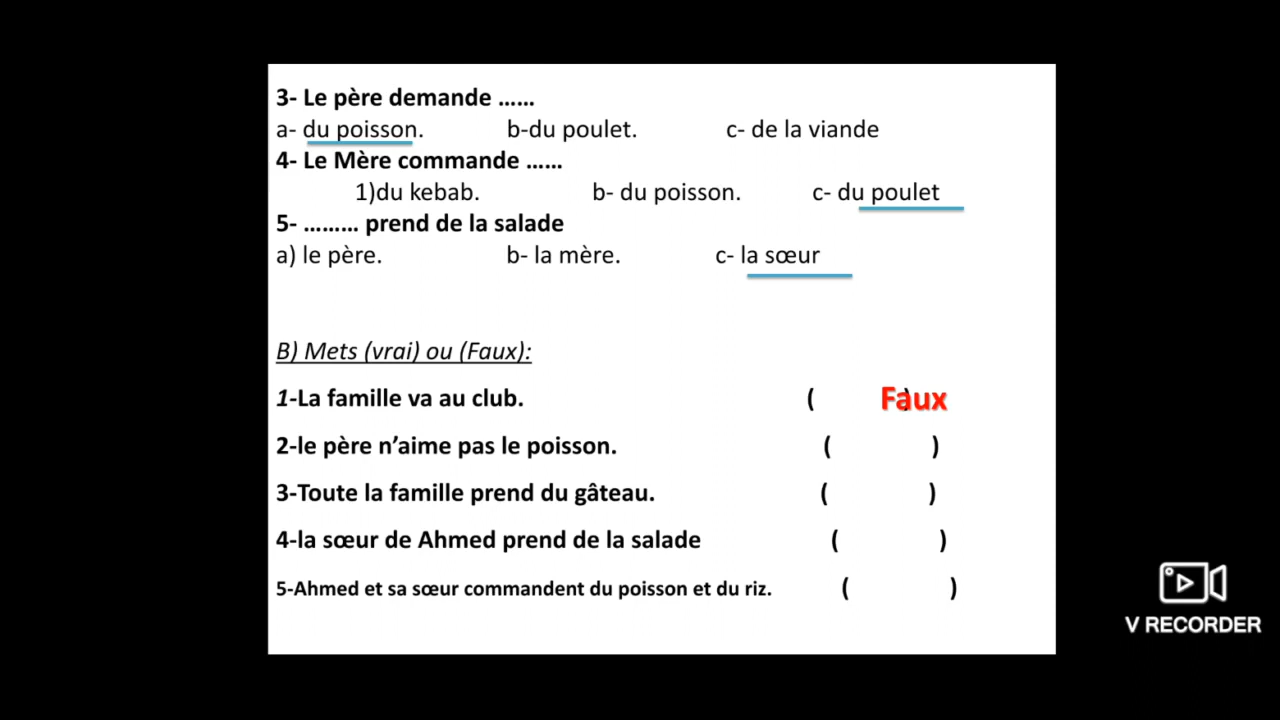 3- Le père demande ......
a- du poisson. b-du poulet. c- de la viande
4- Le Mère commande ......
1)du kebab. b- du poisson. c- du poulet
5- ......... prend de la salade
a) le père. b- la mère. c- la sœur
B) Mets (vrai) ou (Faux):
1-La famille va au club. ( Faux )
2-le père n’aime pas le poisson. ( )
3-Toute la famille prend du gâteau. ( )
4-la sœur de Ahmed prend de la salade ( )
5-Ahmed et sa sœur commandent du poisson et du riz. ( )
V RECORDER